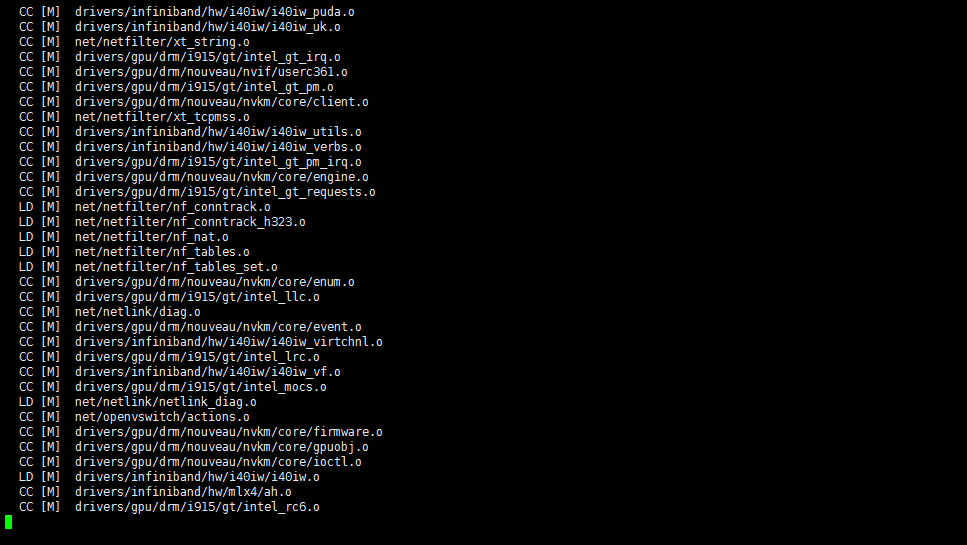 CC [M]  drivers/infiniband/hw/i40iw/i40iw_puda.o
CC [M]  drivers/infiniband/hw/i40iw/i40iw_uk.o
CC [M]  net/netfilter/xt_string.o
CC [M]  drivers/gpu/drm/i915/gt/intel_gt_irq.o
CC [M]  drivers/gpu/drm/nouveau/nvif/userc361.o
CC [M]  drivers/gpu/drm/i915/gt/intel_gt_pm.o
CC [M]  drivers/gpu/drm/nouveau/nvkm/core/client.o
CC [M]  net/netfilter/xt_tcpmss.o
CC [M]  drivers/infiniband/hw/i40iw/i40iw_utils.o
CC [M]  drivers/infiniband/hw/i40iw/i40iw_verbs.o
CC [M]  drivers/gpu/drm/i915/gt/intel_gt_pm_irq.o
CC [M]  drivers/gpu/drm/nouveau/nvkm/core/engine.o
CC [M]  drivers/gpu/drm/i915/gt/intel_gt_requests.o
LD [M]  net/netfilter/nf_conntrack.o
LD [M]  net/netfilter/nf_conntrack_h323.o
LD [M]  net/netfilter/nf_nat.o
LD [M]  net/netfilter/nf_tables.o
LD [M]  net/netfilter/nf_tables_set.o
CC [M]  drivers/gpu/drm/nouveau/nvkm/core/enum.o
CC [M]  drivers/gpu/drm/i915/gt/intel_llc.o
CC [M]  net/netlink/diag.o
CC [M]  drivers/gpu/drm/nouveau/nvkm/core/event.o
CC [M]  drivers/infiniband/hw/i40iw/i40iw_virtchnl.o
CC [M]  drivers/gpu/drm/i915/gt/intel_lrc.o
CC [M]  drivers/infiniband/hw/i40iw/i40iw_vf.o
CC [M]  drivers/gpu/drm/i915/gt/intel_mocs.o
LD [M]  net/netlink/netlink_diag.o
CC [M]  net/openvswitch/actions.o
CC [M]  drivers/gpu/drm/nouveau/nvkm/core/firmware.o
CC [M]  drivers/gpu/drm/nouveau/nvkm/core/gpuobj.o
CC [M]  drivers/gpu/drm/nouveau/nvkm/core/ioctl.o
LD [M]  drivers/infiniband/hw/i40iw/i40iw.o
CC [M]  drivers/infiniband/hw/mlx4/ah.o
CC [M]  drivers/gpu/drm/i915/gt/intel_rc6.o